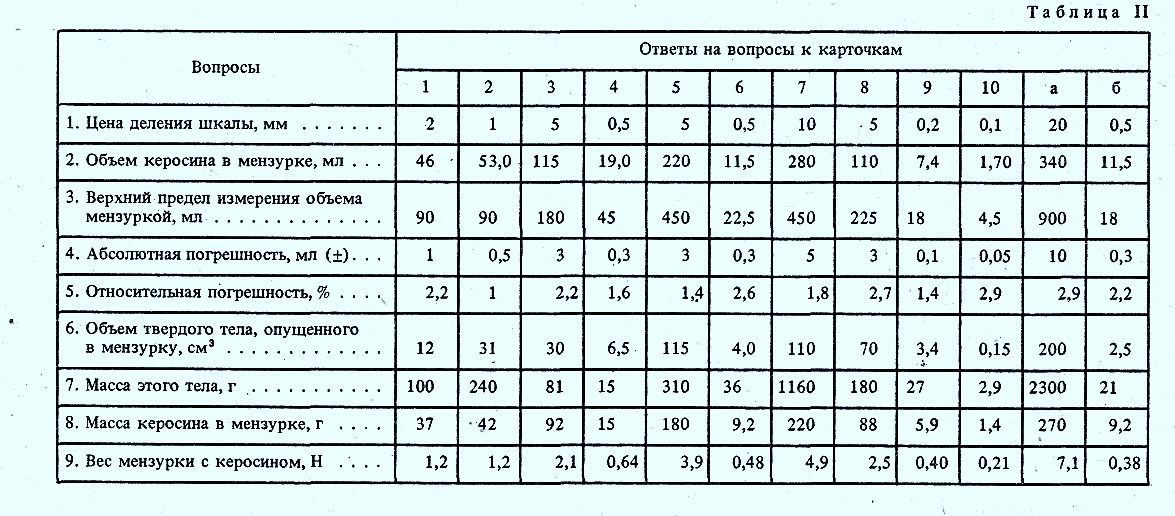 Таблица II
Вопросы
Ответы на вопросы к карточкам
1 2 3 4 5 6 7 8 9 10 а б
1. Цена деления шкалы, мм ....... 2 1 5 0,5 5 0,5 10 5 0,2 0,1 20 0,5
2. Объем керосина в мензурке, мл ... 46 53,0 115 19,0 220 11,5 280 110 7,4 1,70 340 11,5
3. Верхний предел измерения объема
мензуркой, мл .............. 90 90 180 45 450 22,5 450 225 18 4,5 900 18
4. Абсолютная погрешность, мл (±)... 1 0,5 3 0,3 3 0,3 5 3 0,1 0,05 10 0,3
5. Относительная погрешность, % .... 2,2 1 2,2 1,6 1,4 2,6 1,8 2,7 1,4 2,9 2,9 2,2
6. Объем твердого тела, опущенного
в мензурку, см³ ............. 12 31 30 6,5 115 4,0 110 70 3,4 0,15 200 2,5
7. Масса этого тела, г ........... 100 240 81 15 310 36 1160 180 27 2,9 2300 21
8. Масса керосина в мензурке, г .... 37 42 92 15 180 9,2 220 88 5,9 1,4 270 9,2
9. Вес мензурки с керосином, Н .... 1,2 1,2 2,1 0,64 3,9 0,48 4,9 2,5 0,40 0,21 7,1 0,38